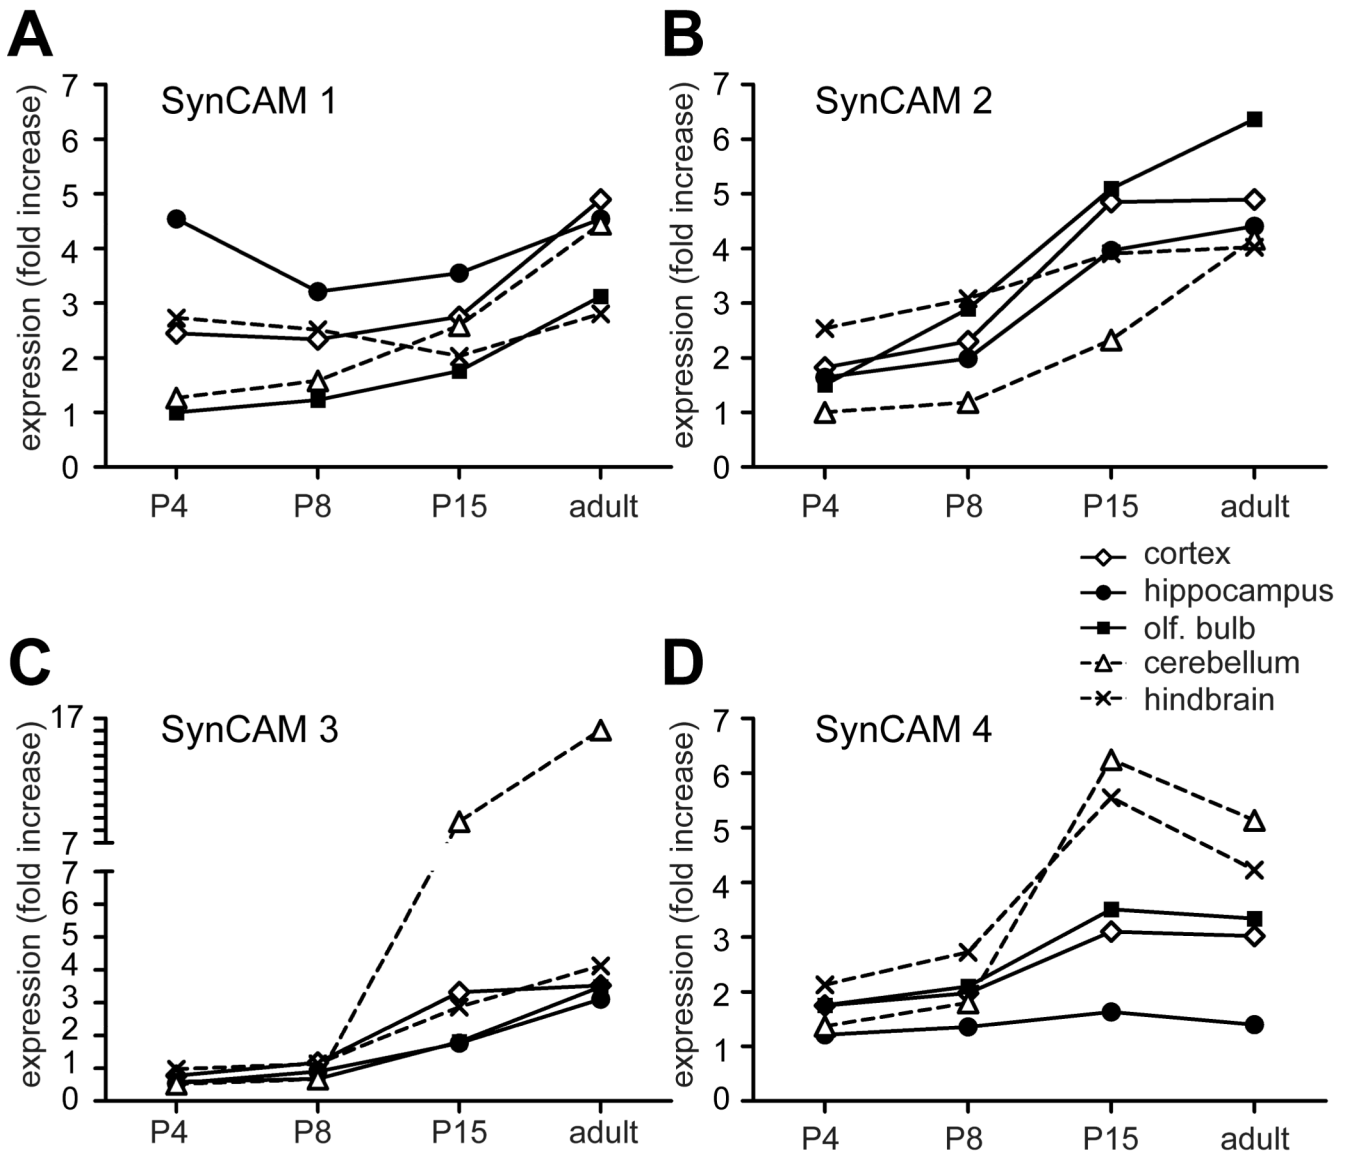 A
B
SynCAM 1
SynCAM 2
expression (fold increase)
7
6
5
4
3
2
1
0
P4 P8 P15 adult
expression (fold increase)
7
6
5
4
3
2
1
0
P4 P8 P15 adult
cortex
hippocampus
olf. bulb
cerebellum
hindbrain
C
D
SynCAM 3
SynCAM 4
expression (fold increase)
17
7
7
6
5
4
3
2
1
0
P4 P8 P15 adult
expression (fold increase)
7
6
5
4
3
2
1
0
P4 P8 P15 adult